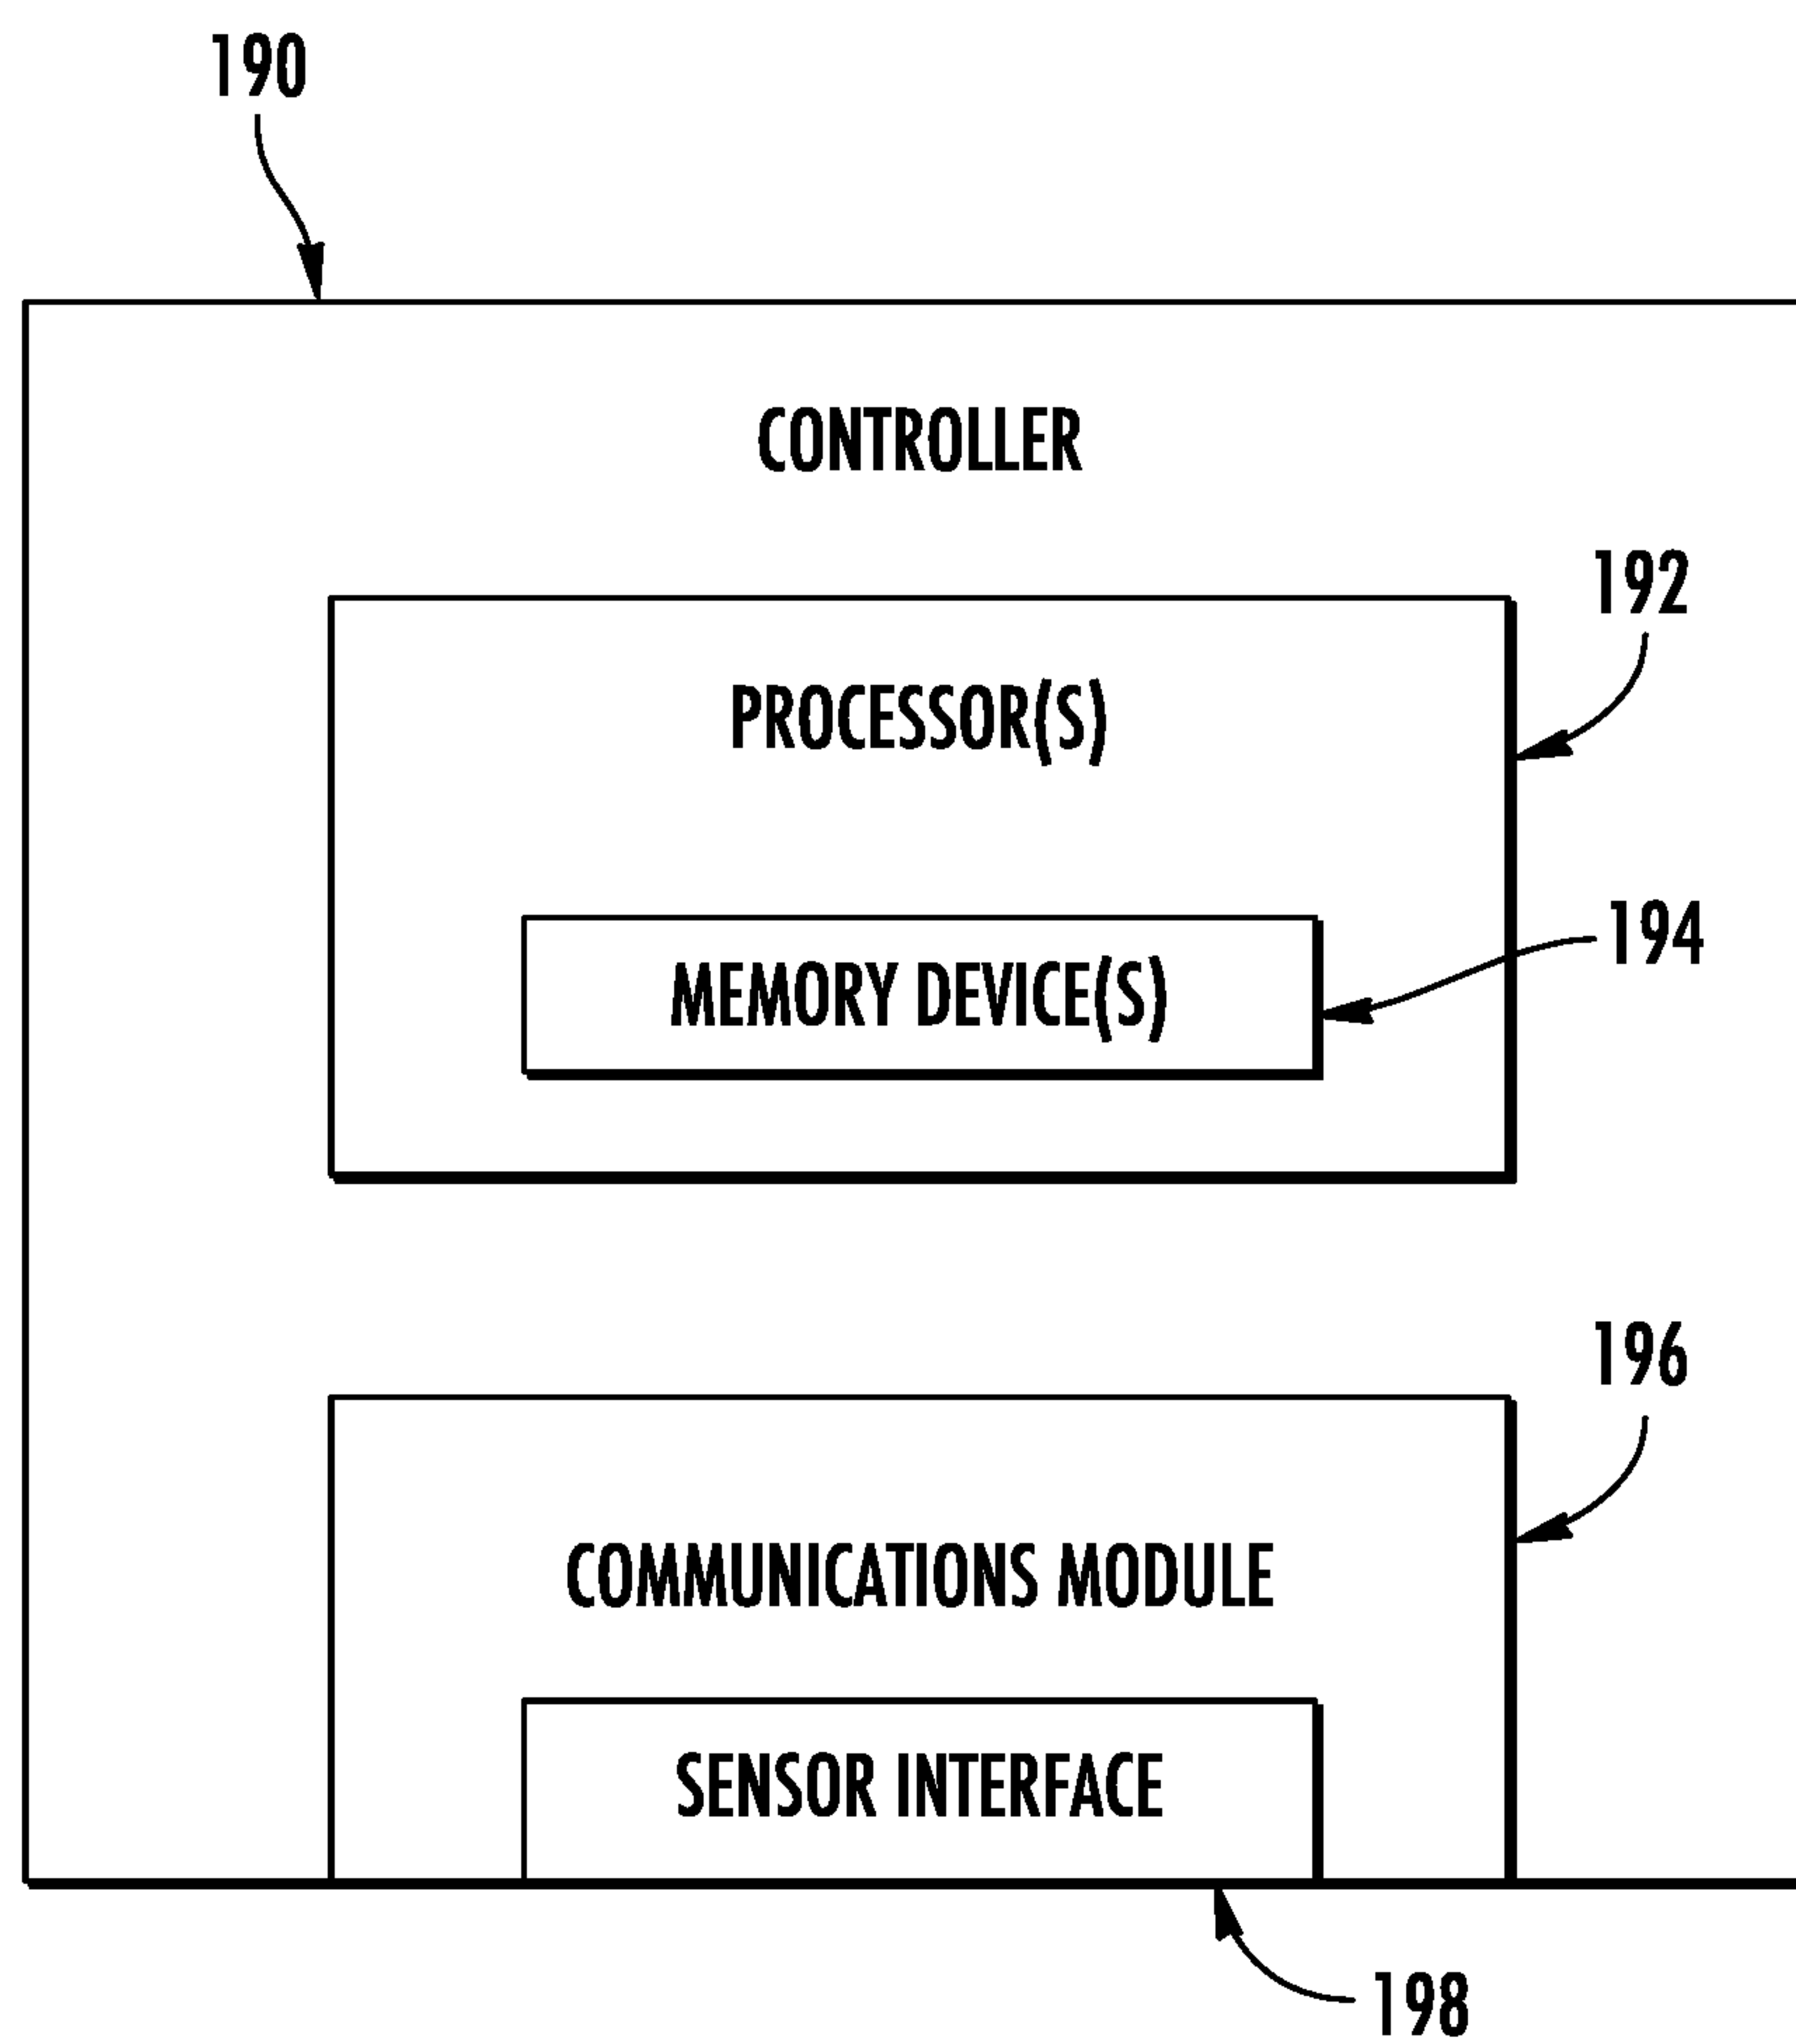 190
CONTROLLER
192
PROCESSOR(S)
194
MEMORY DEVICE(S)
196
COMMUNICATIONS MODULE
SENSOR INTERFACE
198